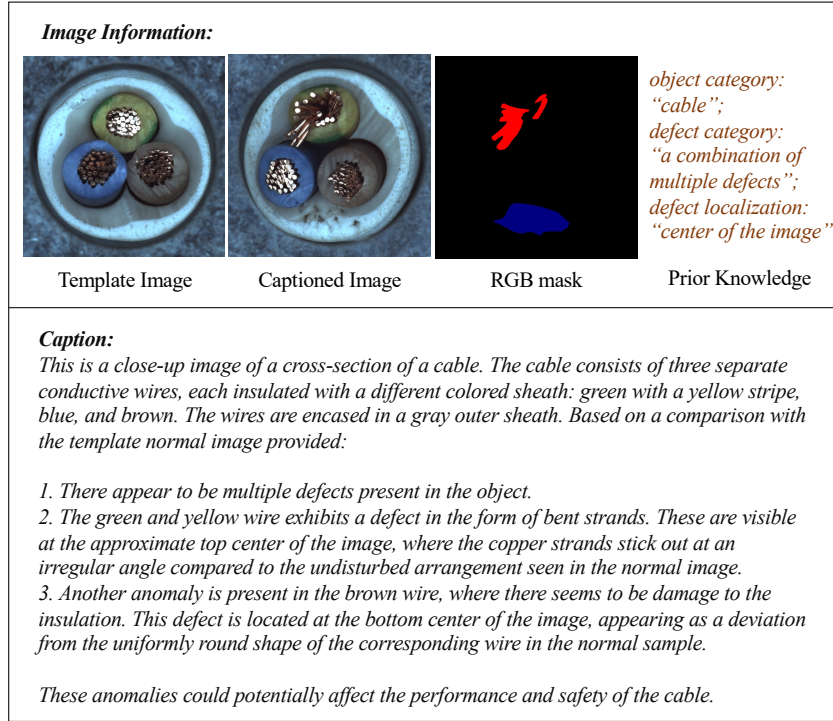 Image Information:
object category:
“cable”;
defect category:
“a combination of
multiple defects”;
defect localization:
“center of the image”
Template Image
Captioned Image
RGB mask
Prior Knowledge
Caption:
This is a close-up image of a cross-section of a cable. The cable consists of three separate
conductive wires, each insulated with a different colored sheath: green with a yellow stripe,
blue, and brown. The wires are encased in a gray outer sheath. Based on a comparison with
the template normal image provided:
1. There appear to be multiple defects present in the object.
2. The green and yellow wire exhibits a defect in the form of bent strands. These are visible
at the approximate top center of the image, where the copper strands stick out at an
irregular angle compared to the undisturbed arrangement seen in the normal image.
3. Another anomaly is present in the brown wire, where there seems to be damage to the
insulation. This defect is located at the bottom center of the image, appearing as a deviation
from the uniformly round shape of the corresponding wire in the normal sample.
These anomalies could potentially affect the performance and safety of the cable.